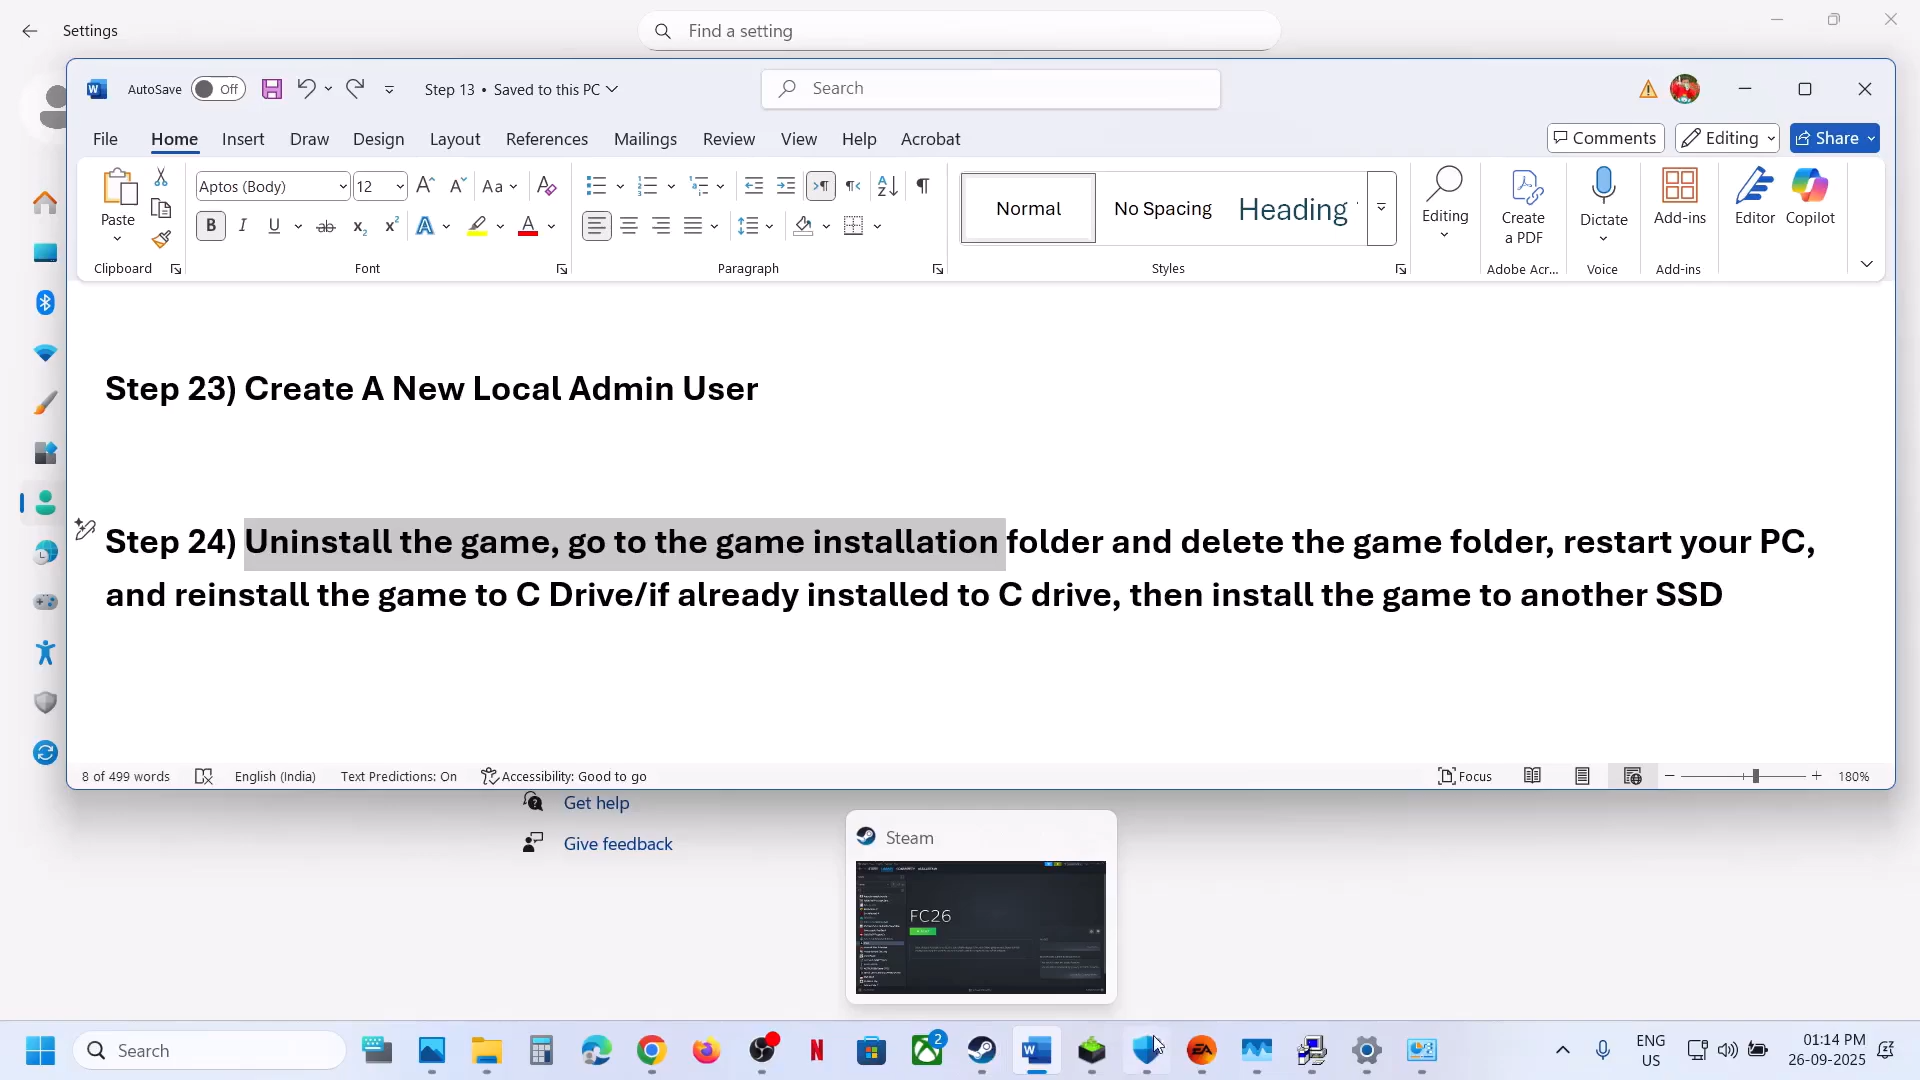 Settings
Find a setting
AutoSave Off
Step 13 • Saved to this PC
Search
File Home Insert Draw Design Layout References Mailings Review View Help Acrobat
Comments Editing Share
Paste
Aptos (Body) 12
Normal No Spacing Heading
Editing
Create a PDF
Dictate
Add-ins
Editor
Copilot
Clipboard Font Paragraph Styles Adobe Acr... Voice Add-ins
Step 23) Create A New Local Admin User
Step 24) Uninstall the game, go to the game installation folder and delete the game folder, restart your PC,
and reinstall the game to C Drive/if already installed to C drive, then install the game to another SSD
8 of 499 words English (India) Text Predictions: On Accessibility: Good to go Focus 180%
Get help
Give feedback
Steam
FC26
Search
2
ENG
US
01:14 PM
26-09-2025